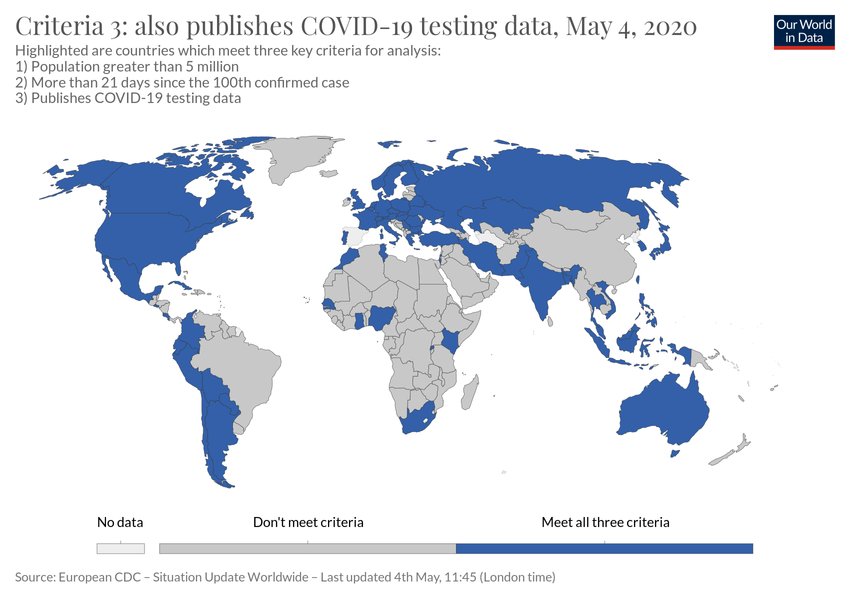 Criteria 3: also publishes COVID-19 testing data, May 4, 2020
Our World
in Data
Highlighted are countries which meet three key criteria for analysis:
1) Population greater than 5 million
2) More than 21 days since the 100th confirmed case
3) Publishes COVID-19 testing data
No data
Don't meet criteria
Meet all three criteria
Source: European CDC – Situation Update Worldwide – Last updated 4th May, 11:45 (London time)